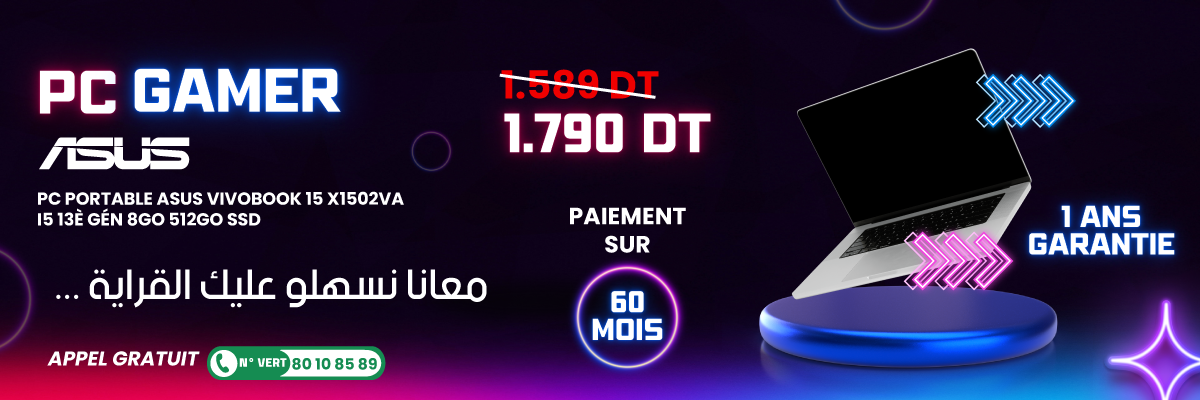 PC GAMER
ASUS
PC PORTABLE ASUS VIVOBOOK 15 X1502VA
I5 13È GÉN 8GO 512GO SSD
معانا نسهلو عليك القراية ...
APPEL GRATUIT N° VERT 80 10 85 89
1.589 DT
1.790 DT
PAIEMENT
SUR
60
MOIS
1 ANS
GARANTIE